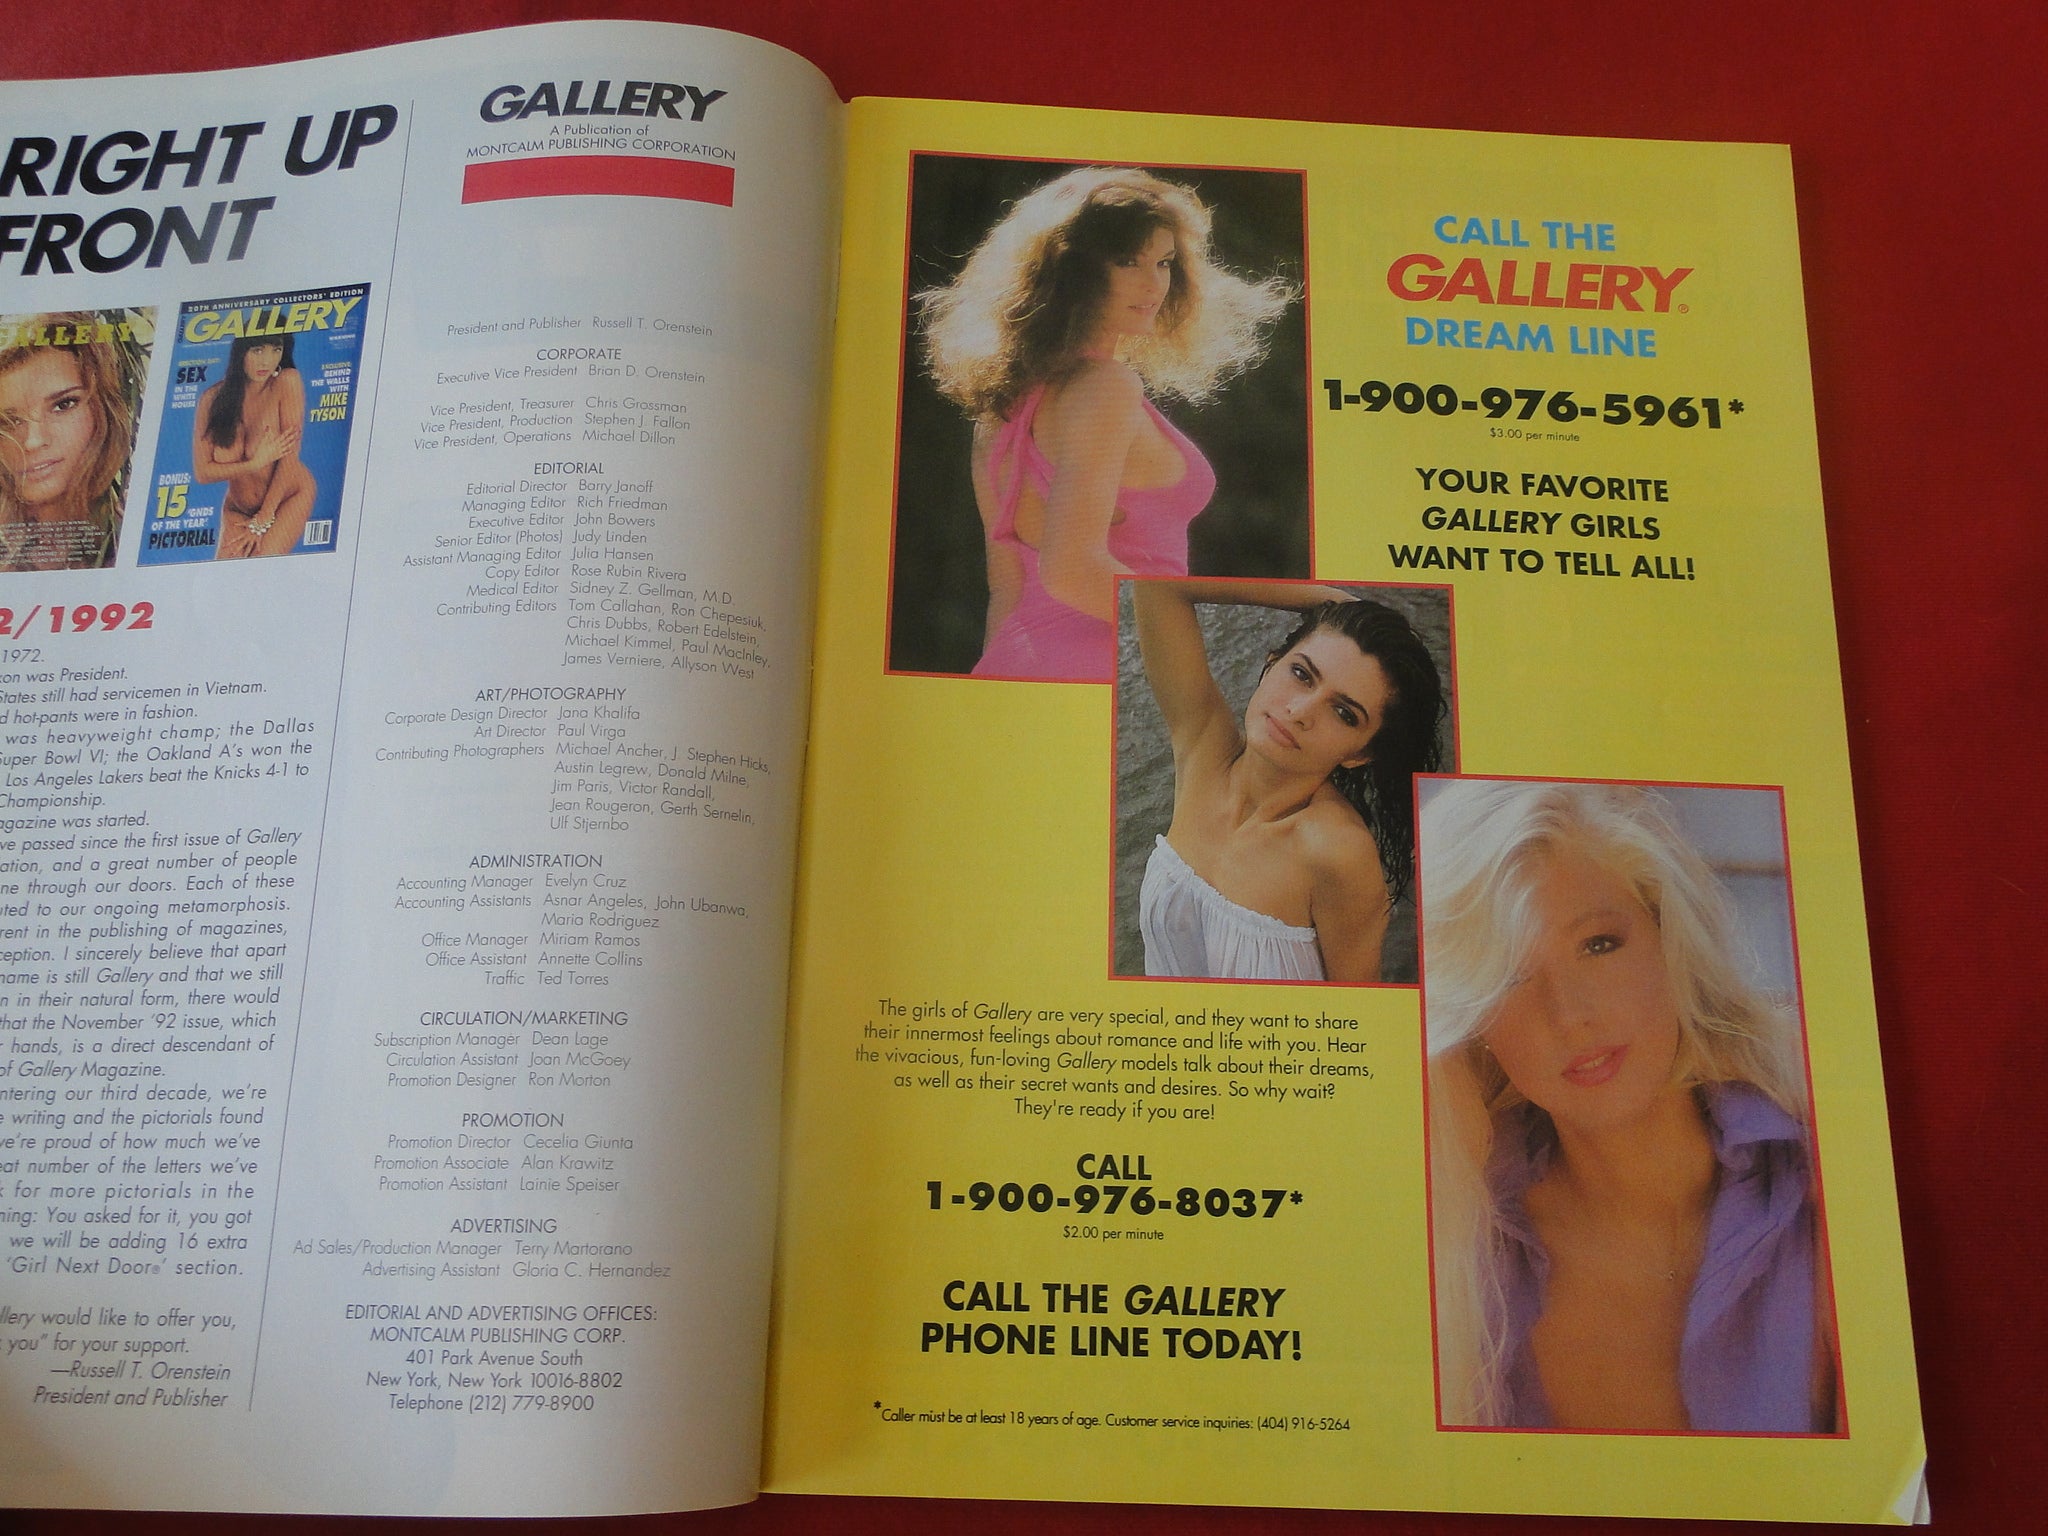 RIGHT UP
FRONT
GALLERY
20TH ANNIVERSARY COLLECTORS' EDITION
GALLERY
SEX
IN THE
WHITE
HOUSE
EXCLUSIVE
BEHIND
THE WALLS
WITH
MIKE
TYSON
BONUS:
15 'GNDS
OF THE YEAR'
PICTORIAL
2/1992
1972.
on was President.
States still had servicemen in Vietnam.
d hot-pants were in fashion.
was heavyweight champ; the Dallas
Super Bowl VI; the Oakland A's won the
Los Angeles Lakers beat the Knicks 4-1 to
Championship.
agazine was started.
ve passed since the first issue of Gallery
ation, and a great number of people
ne through our doors. Each of these
uted to our ongoing metamorphosis.
rent in the publishing of magazines,
ception. I sincerely believe that apart
name is still Gallery and that we still
n in their natural form, there would
that the November '92 issue, which
r hands, is a direct descendant of
of Gallery Magazine.
ntering our third decade, we're
e writing and the pictorials found
we're proud of how much we've
eat number of the letters we've
k for more pictorials in the
ning: You asked for it, you got
we will be adding 16 extra
'Girl Next Door®' section.
llery would like to offer you,
you" for your support.
—Russell T. Orenstein
President and Publisher
GALLERY
A Publication of
MONTCALM PUBLISHING CORPORATION
President and Publisher Russell T. Orenstein
CORPORATE
Executive Vice President Brian D. Orenstein
Vice President, Treasurer Chris Grossman
Vice President, Production Stephen J. Fallon
Vice President, Operations Michael Dillon
EDITORIAL
Editorial Director Barry Janoff
Managing Editor Rich Friedman
Executive Editor John Bowers
Senior Editor (Photos) Judy Linden
Assistant Managing Editor Julia Hansen
Copy Editor Rose Rubin Rivera
Medical Editor Sidney Z. Gellman, M.D.
Contributing Editors Tom Callahan, Ron Chepesiuk,
Chris Dubbs, Robert Edelstein,
Michael Kimmel, Paul MacInley,
James Verniere, Allyson West
ART/PHOTOGRAPHY
Corporate Design Director Jana Khalifa
Art Director Paul Virga
Contributing Photographers Michael Ancher, J Stephen Hicks,
Austin Legrew, Donald Milne,
Jim Paris, Victor Randall,
Jean Rougeron, Gerth Sernelin,
Ulf Stjernbo
ADMINISTRATION
Accounting Manager Evelyn Cruz
Accounting Assistants Asnar Angeles, John Ubanwa,
Maria Rodriguez
Office Manager Miriam Ramos
Office Assistant Annette Collins
Traffic Ted Torres
CIRCULATION/MARKETING
Subscription Manager Dean Lage
Circulation Assistant Joan McGoey
Promotion Designer Ron Morton
PROMOTION
Promotion Director Cecelia Giunta
Promotion Associate Alan Krawitz
Promotion Assistant Lainie Speiser
ADVERTISING
Ad Sales/Production Manager Terry Martorano
Advertising Assistant Gloria C. Hernandez
EDITORIAL AND ADVERTISING OFFICES:
MONTCALM PUBLISHING CORP.
401 Park Avenue South
New York, New York 10016-8802
Telephone (212) 779-8900
CALL THE
GALLERY®
DREAM LINE
1-900-976-5961*
$3.00 per minute
YOUR FAVORITE
GALLERY GIRLS
WANT TO TELL ALL!
The girls of Gallery are very special, and they want to share
their innermost feelings about romance and life with you. Hear
the vivacious, fun-loving Gallery models talk about their dreams,
as well as their secret wants and desires. So why wait?
They're ready if you are!
CALL
1-900-976-8037*
$2.00 per minute
CALL THE GALLERY
PHONE LINE TODAY!
*Caller must be at least 18 years of age. Customer service inquiries: (404) 916-5264